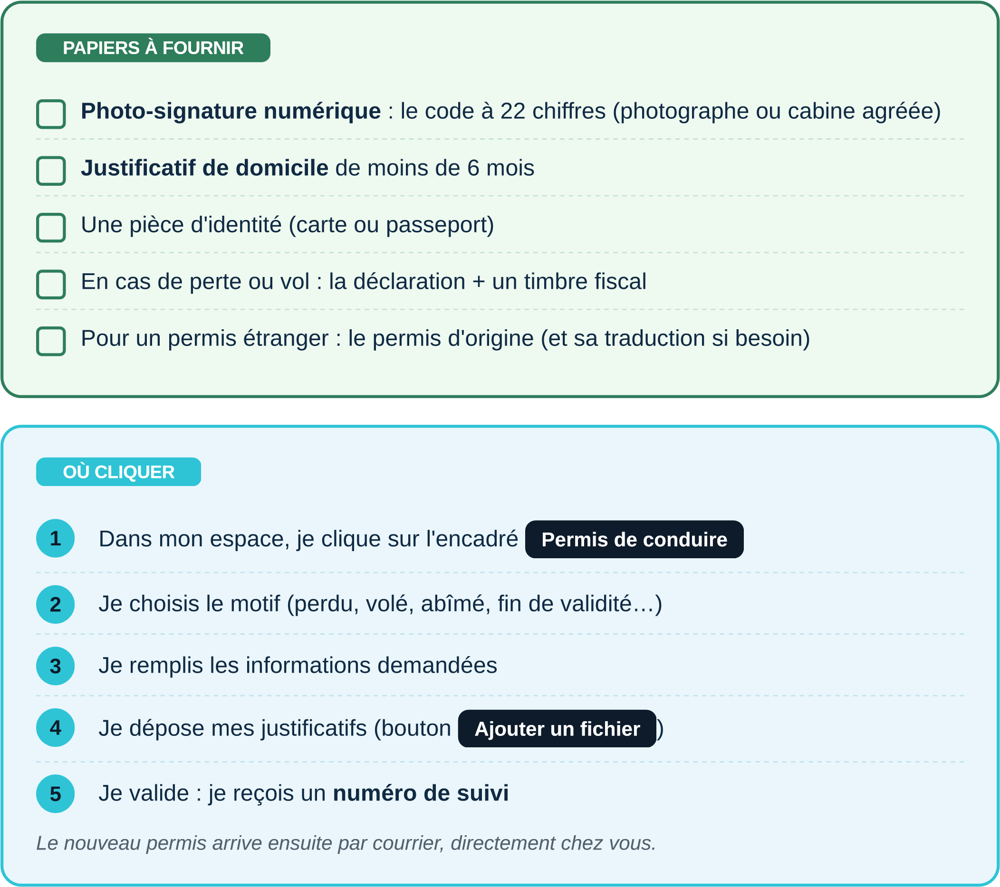 PAPIERS À FOURNIR
Photo-signature numérique : le code à 22 chiffres (photographe ou cabine agréée)
Justificatif de domicile de moins de 6 mois
Une pièce d'identité (carte ou passeport)
En cas de perte ou vol : la déclaration + un timbre fiscal
Pour un permis étranger : le permis d'origine (et sa traduction si besoin)
OÙ CLIQUER
1 Dans mon espace, je clique sur l'encadré Permis de conduire
2 Je choisis le motif (perdu, volé, abîmé, fin de validité…)
3 Je remplis les informations demandées
4 Je dépose mes justificatifs (bouton Ajouter un fichier)
5 Je valide : je reçois un numéro de suivi
Le nouveau permis arrive ensuite par courrier, directement chez vous.